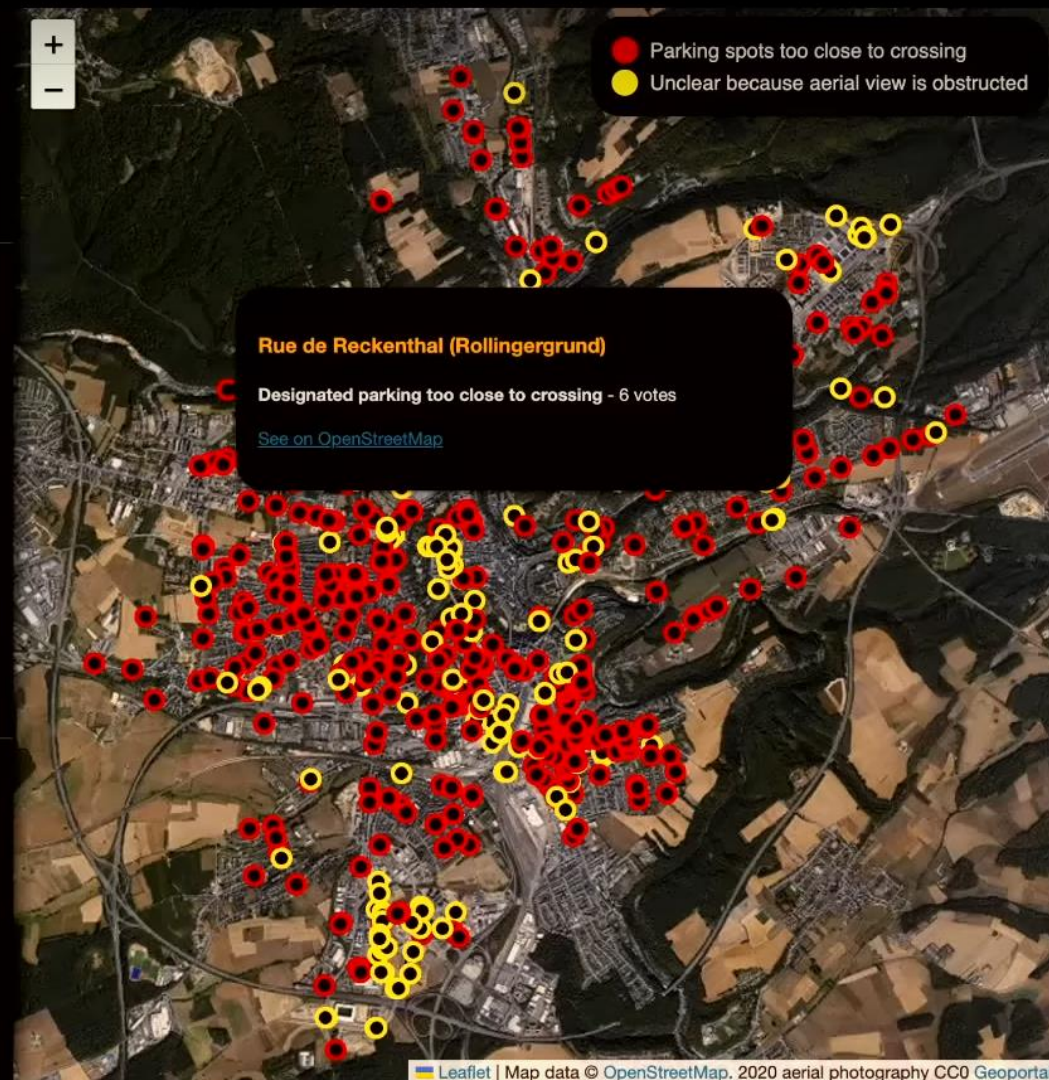 +
−
Parking spots too close to crossing
Unclear because aerial view is obstructed
Rue de Reckenthal (Rollingergrund)
Designated parking too close to crossing - 6 votes
See on OpenStreetMap
Leaflet | Map data © OpenStreetMap. 2020 aerial photography CC0 Geoporta